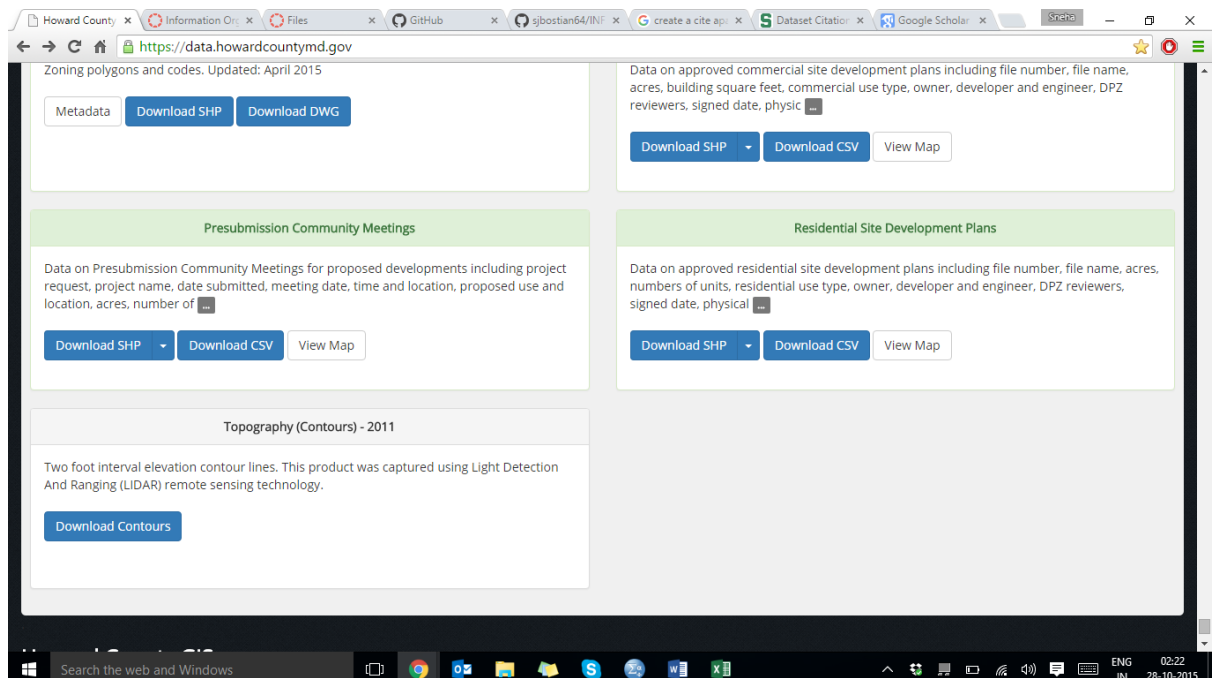 Howard County
Information Org
Files
GitHub
sjbostian64/INF
create a cite apa
Dataset Citation
Google Scholar
Sneha
https://data.howardcountymd.gov
Zoning polygons and codes. Updated: April 2015
Metadata
Download SHP
Download DWG
Data on approved commercial site development plans including file number, file name,
acres, building square feet, commercial use type, owner, developer and engineer, DPZ
reviewers, signed date, physic ...
Download SHP
Download CSV
View Map
Presubmission Community Meetings
Data on Presubmission Community Meetings for proposed developments including project
request, project name, date submitted, meeting date, time and location, proposed use and
location, acres, number of ...
Download SHP
Download CSV
View Map
Residential Site Development Plans
Data on approved residential site development plans including file number, file name, acres,
numbers of units, residential use type, owner, developer and engineer, DPZ reviewers,
signed date, physical ...
Download SHP
Download CSV
View Map
Topography (Contours) - 2011
Two foot interval elevation contour lines. This product was captured using Light Detection
And Ranging (LIDAR) remote sensing technology.
Download Contours
Howard County GIS
Search the web and Windows
ENG
IN
02:22
28-10-2015